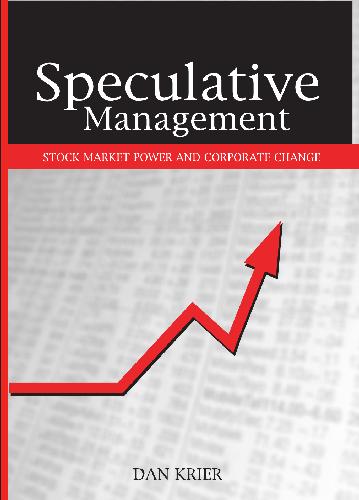 Speculative
Management
STOCK MARKET POWER AND CORPORATE CHANGE
DAN KRIER